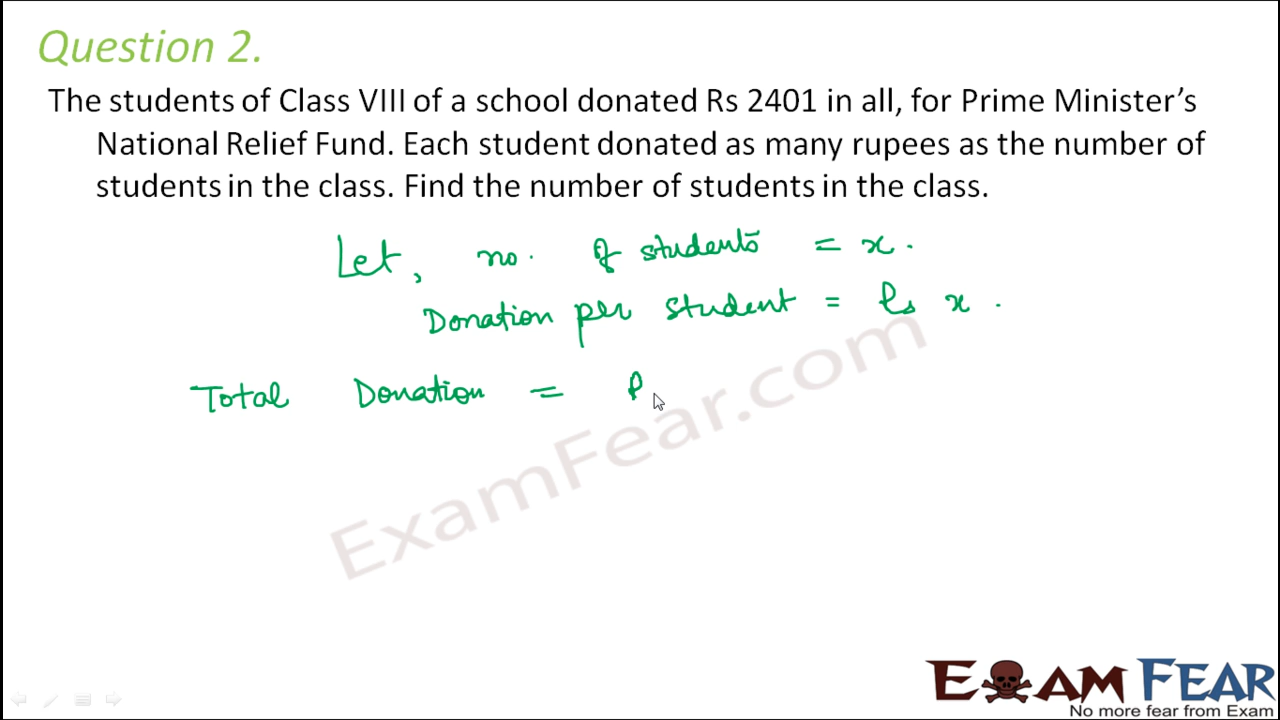 Question 2.
The students of Class VIII of a school donated Rs 2401 in all, for Prime Minister’s
National Relief Fund. Each student donated as many rupees as the number of
students in the class. Find the number of students in the class.
Let, no. of students = x.
Donation per student = Rs x.
Total Donation = R
ExamFear.com
EXAM FEAR
No more fear from Exam